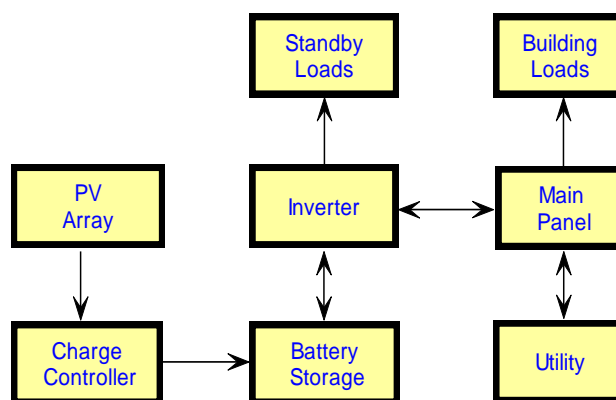 Standby
Loads
Building
Loads
PV
Array
Inverter
Main
Panel
Charge
Controller
Battery
Storage
Utility